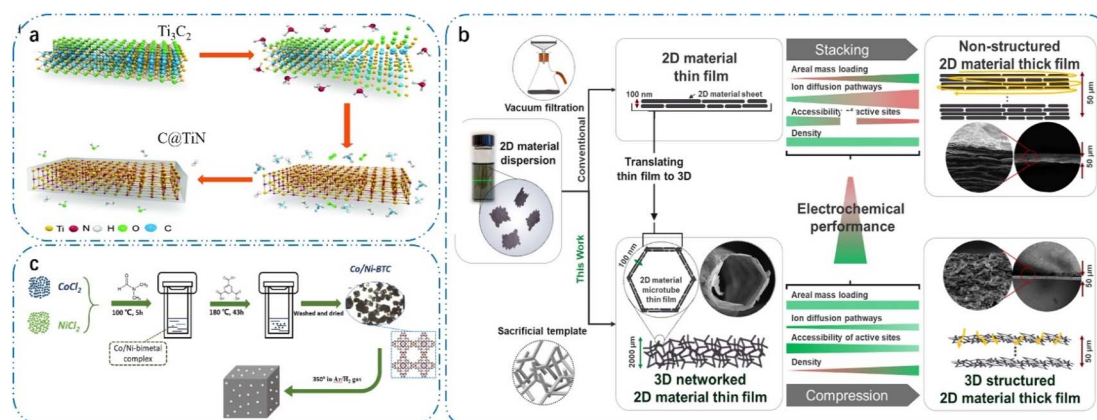 a
Ti₃C₂
C@TiN
Ti N H O C
b
Vacuum filtration
2D material
dispersion
Conventional
This Work
Sacrificial template
2D material
thin film
100 nm
2D material sheet
Translating
thin film to 3D
100 nm
2D material
microtube
thin film
2000 μm
3D networked
2D material thin film
Stacking
Areal mass loading
Ion diffusion pathways
Accessibility of active sites
Density
Electrochemical
performance
Areal mass loading
Ion diffusion pathways
Accessibility of active sites
Density
Compression
Non-structured
2D material thick film
50 μm
50 μm
50 μm
50 μm
3D structured
2D material thick film
c
CoCl₂
NiCl₂
100 ℃, 5h
Co/Ni-bimetal
complex
180 ℃, 43h
Co/Ni-BTC
Washed and dried
350° in Ar/H₂ gas